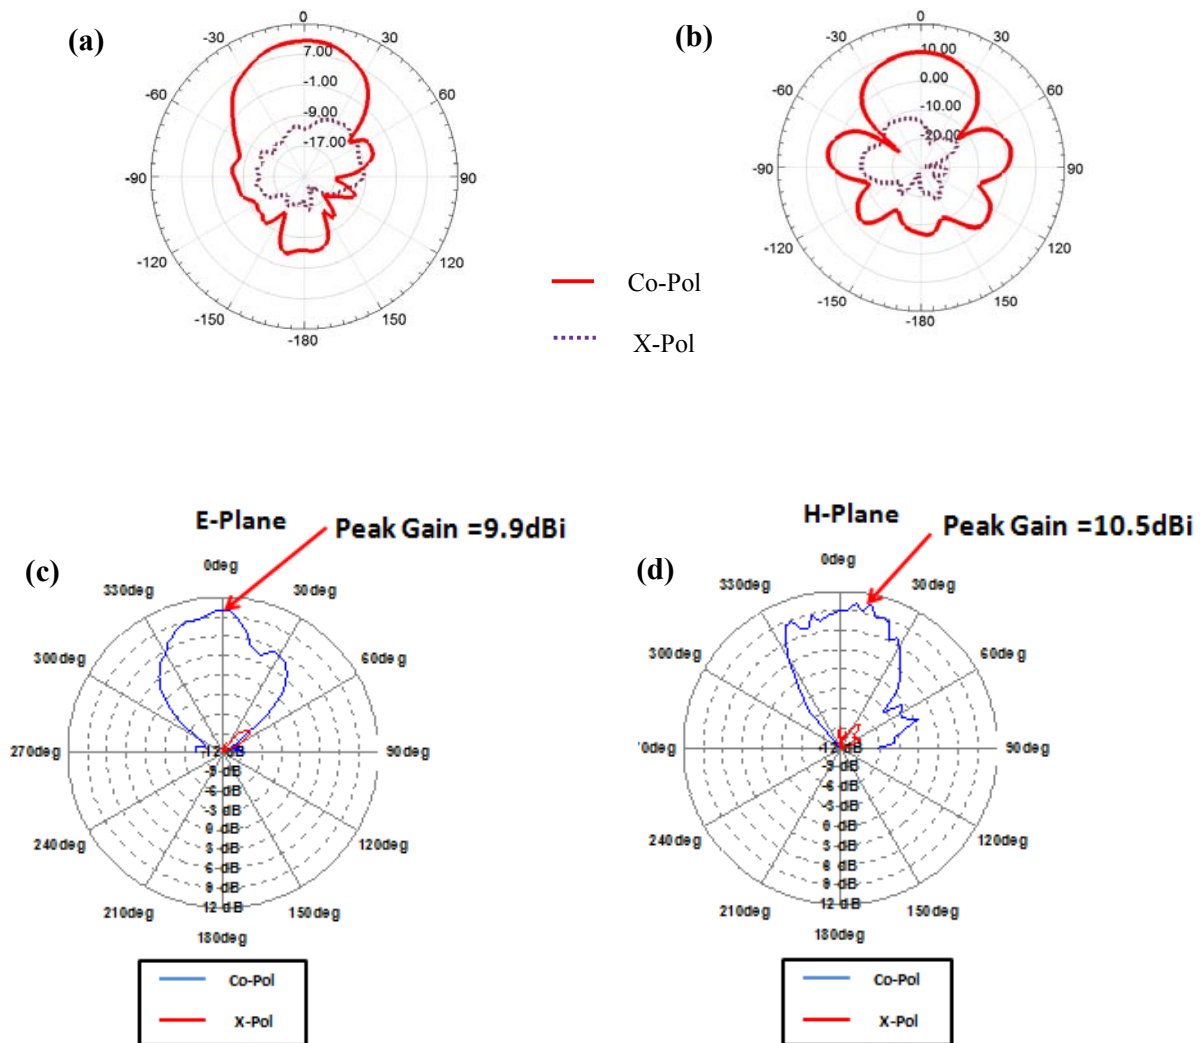 (a)
0
-30
30
7.00
-60
60
-1.00
-9.00
-17.00
-90
90
-120
120
-150
150
-180
(b)
0
-30
30
10.00
-60
60
0.00
-10.00
-20.00
-90
90
-120
120
-150
150
-180
Co-Pol
X-Pol
(c)
E-Plane
Peak Gain =9.9dBi
0deg
330deg
30deg
300deg
60deg
270deg
90deg
-12 dB
-9 dB
-6 dB
-3 dB
0 dB
3 dB
6 dB
9 dB
12 dB
240deg
120deg
210deg
150deg
180deg
Co-Pol
X-Pol
(d)
H-Plane
Peak Gain =10.5dBi
0deg
330deg
30deg
300deg
60deg
70deg
90deg
-12 dB
-9 dB
-6 dB
0 dB
6 dB
9 dB
12 dB
240deg
120deg
210deg
150deg
180deg
Co-Pol
X-Pol